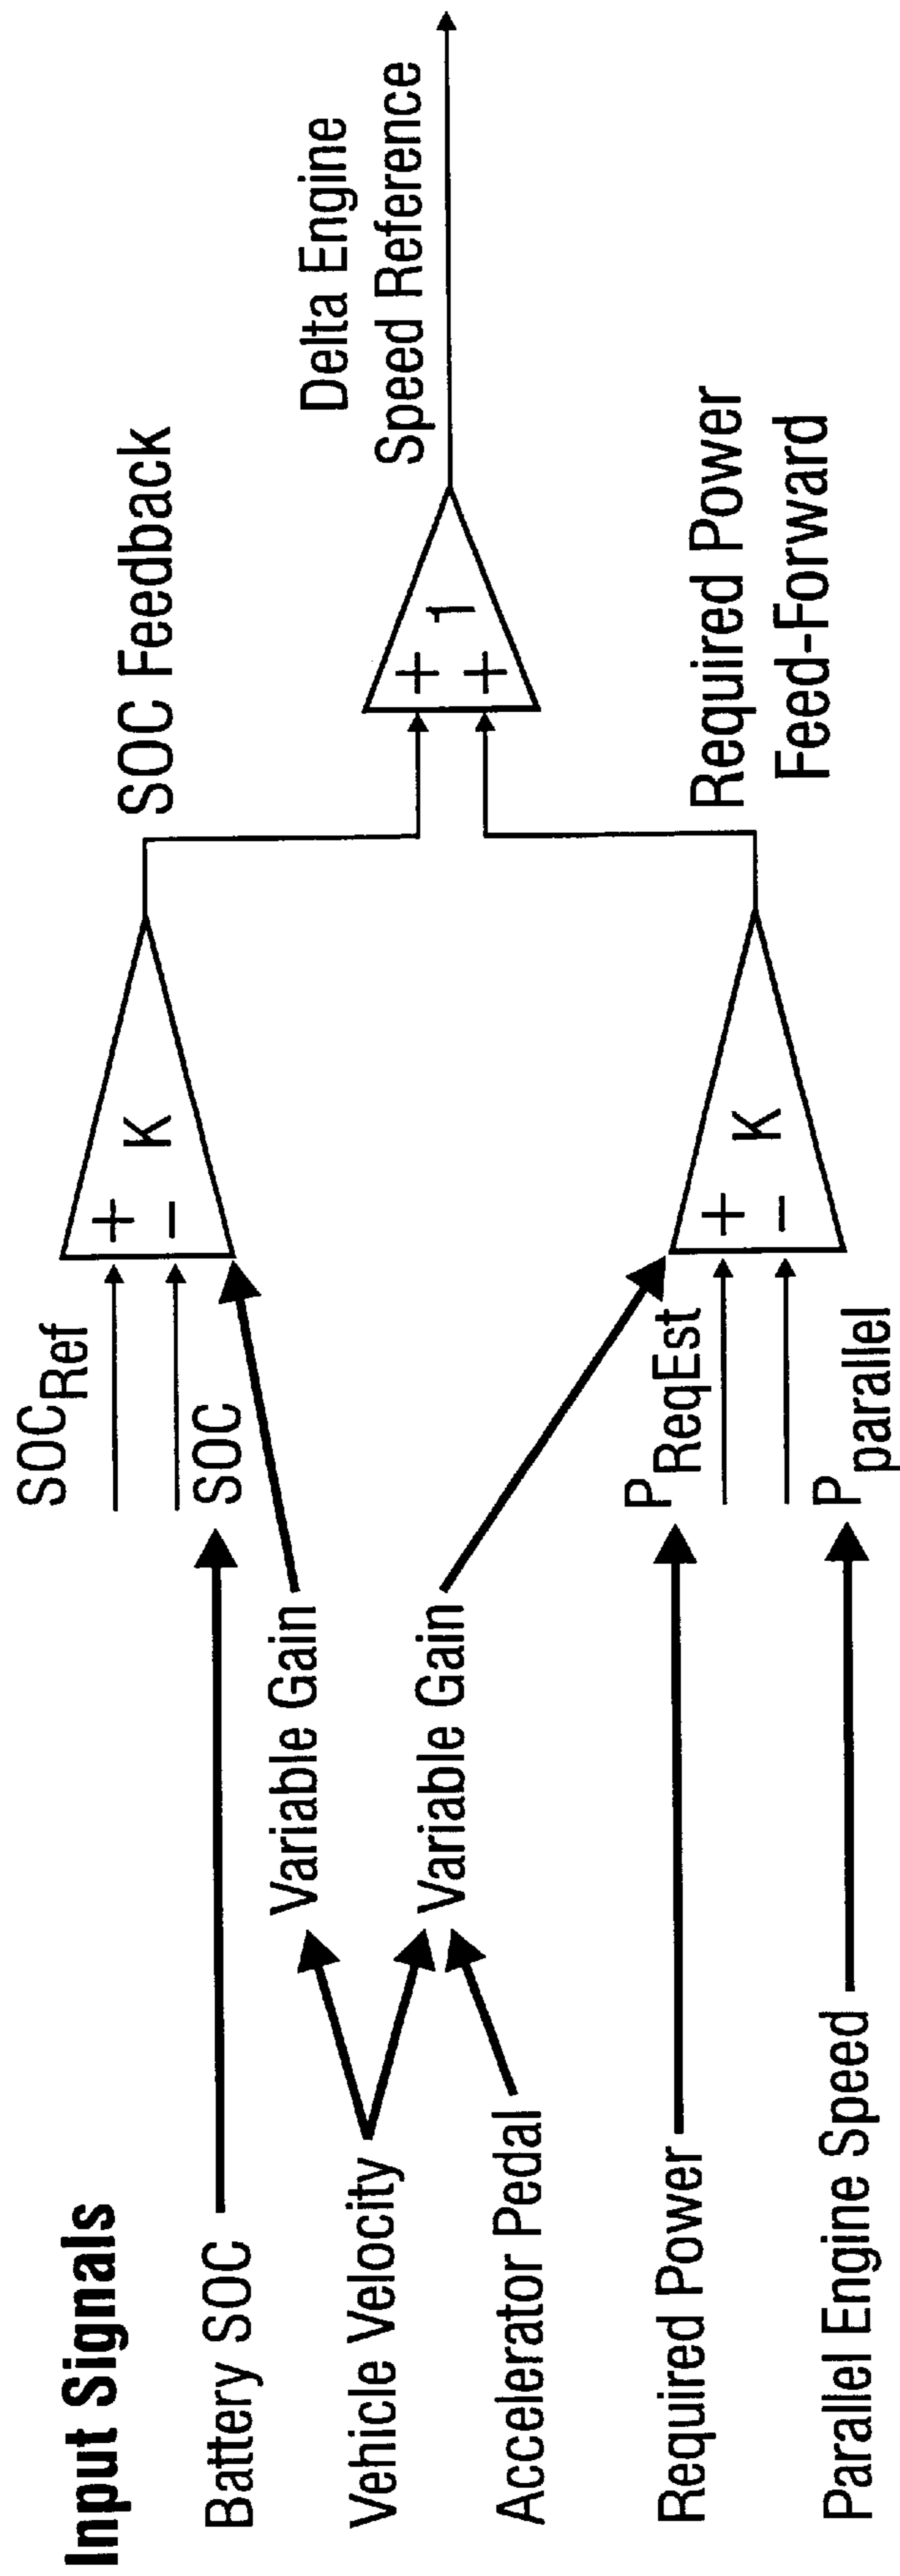 Input Signals
Battery SOC
Vehicle Velocity
Accelerator Pedal
Required Power
Parallel Engine Speed
Variable Gain
Variable Gain
SOCRef
SOC
PReqEst
Pparallel
+
−
K
+
−
K
SOC Feedback
Required Power
Feed-Forward
+
+
1
Delta Engine
Speed Reference